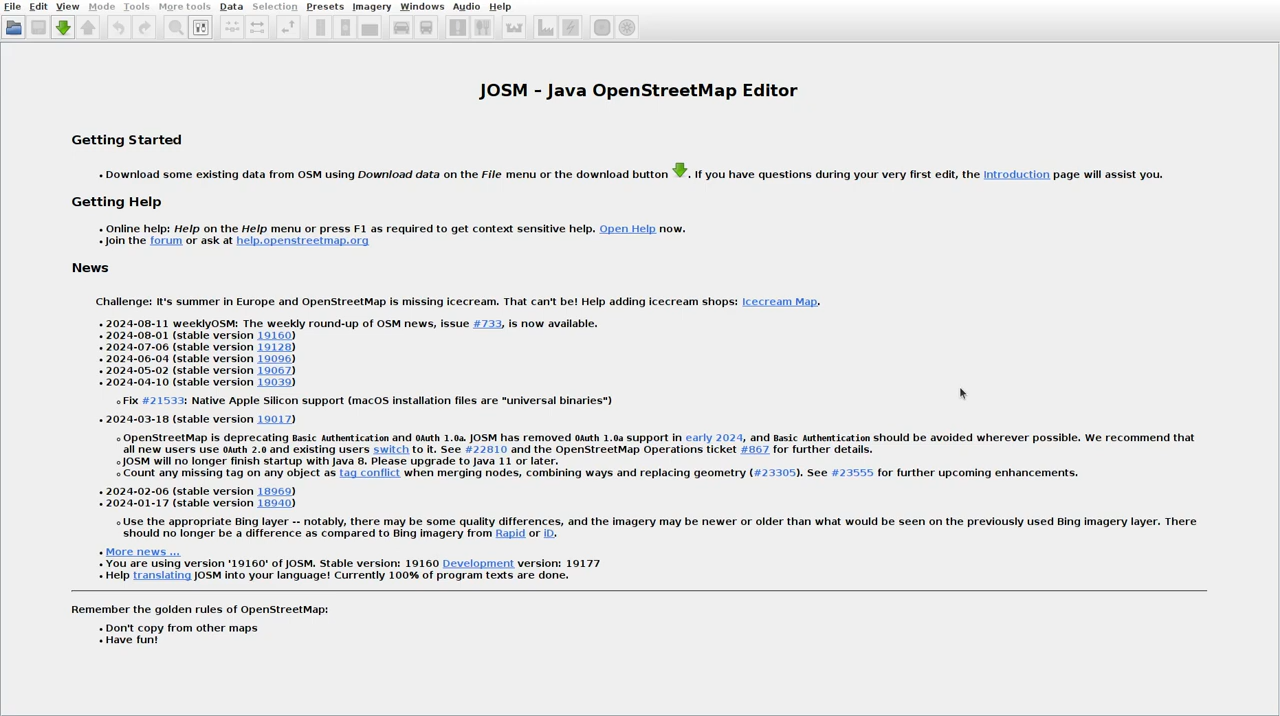 File Edit View Mode Tools More tools Data Selection Presets Imagery Windows Audio Help
JOSM – Java OpenStreetMap Editor
Getting Started
• Download some existing data from OSM using Download data on the File menu or the download button . If you have questions during your very first edit, the Introduction page will assist you.
Getting Help
• Online help: Help on the Help menu or press F1 as required to get context sensitive help. Open Help now.
• Join the forum or ask at help.openstreetmap.org
News
Challenge: It's summer in Europe and OpenStreetMap is missing icecream. That can't be! Help adding icecream shops: Icecream Map.
• 2024-08-11 weeklyOSM: The weekly round-up of OSM news, issue #733, is now available.
• 2024-08-01 (stable version 19160)
• 2024-07-06 (stable version 19128)
• 2024-06-04 (stable version 19096)
• 2024-05-02 (stable version 19067)
• 2024-04-10 (stable version 19039)
◦ Fix #21533: Native Apple Silicon support (macOS installation files are "universal binaries")
• 2024-03-18 (stable version 19017)
◦ OpenStreetMap is deprecating Basic Authentication and OAuth 1.0a. JOSM has removed OAuth 1.0a support in early 2024, and Basic Authentication should be avoided wherever possible. We recommend that
all new users use OAuth 2.0 and existing users switch to it. See #22810 and the OpenStreetMap Operations ticket #867 for further details.
◦ JOSM will no longer finish startup with Java 8. Please upgrade to Java 11 or later.
◦ Count any missing tag on any object as tag conflict when merging nodes, combining ways and replacing geometry (#23305). See #23555 for further upcoming enhancements.
• 2024-02-06 (stable version 18969)
• 2024-01-17 (stable version 18940)
◦ Use the appropriate Bing layer -- notably, there may be some quality differences, and the imagery may be newer or older than what would be seen on the previously used Bing imagery layer. There
should no longer be a difference as compared to Bing imagery from Rapid or iD.
• More news ...
• You are using version '19160' of JOSM. Stable version: 19160 Development version: 19177
• Help translating JOSM into your language! Currently 100% of program texts are done.
Remember the golden rules of OpenStreetMap:
• Don't copy from other maps
• Have fun!